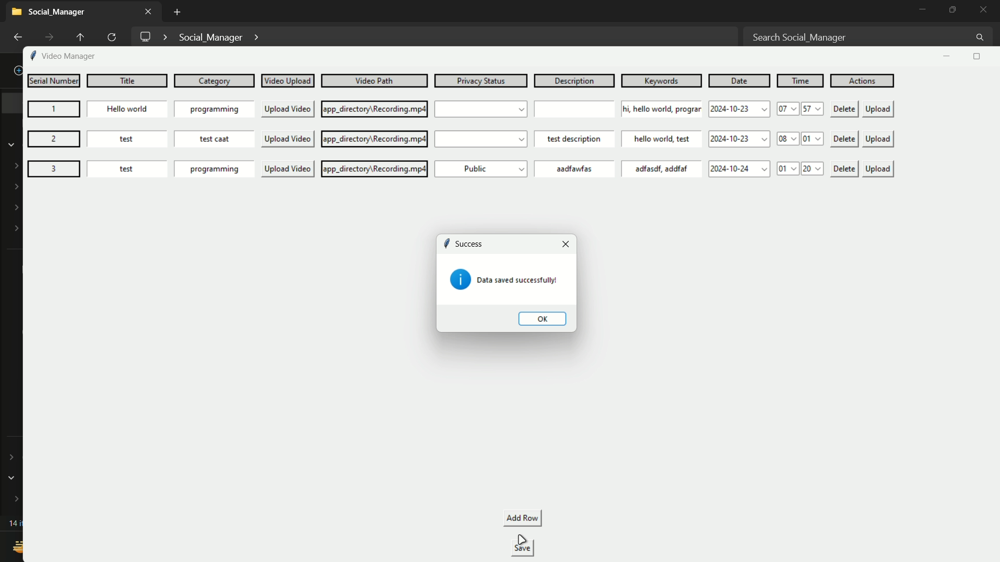 Social_Manager
Social_Manager
Search Social_Manager
Video Manager
Serial Number Title Category Video Upload Video Path Privacy Status Description Keywords Date Time Actions
1 Hello world programming Upload Video app_directory\Recording.mp4 hi, hello world, progran 2024-10-23 07 57 Delete Upload
2 test test caat Upload Video app_directory\Recording.mp4 test description hello world, test 2024-10-23 08 01 Delete Upload
3 test programming Upload Video app_directory\Recording.mp4 Public aadfawfas adfasdf, addfaf 2024-10-24 01 20 Delete Upload
Success
Data saved successfully!
OK
14
Add Row
Save